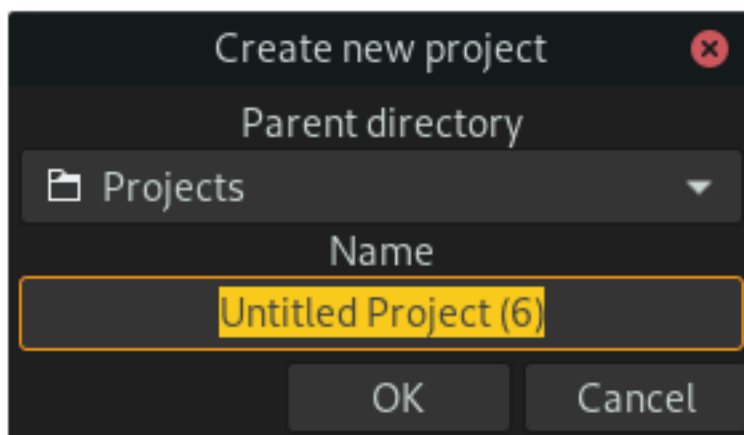 Create new project
Parent directory
Projects
Name
Untitled Project (6)
OK Cancel